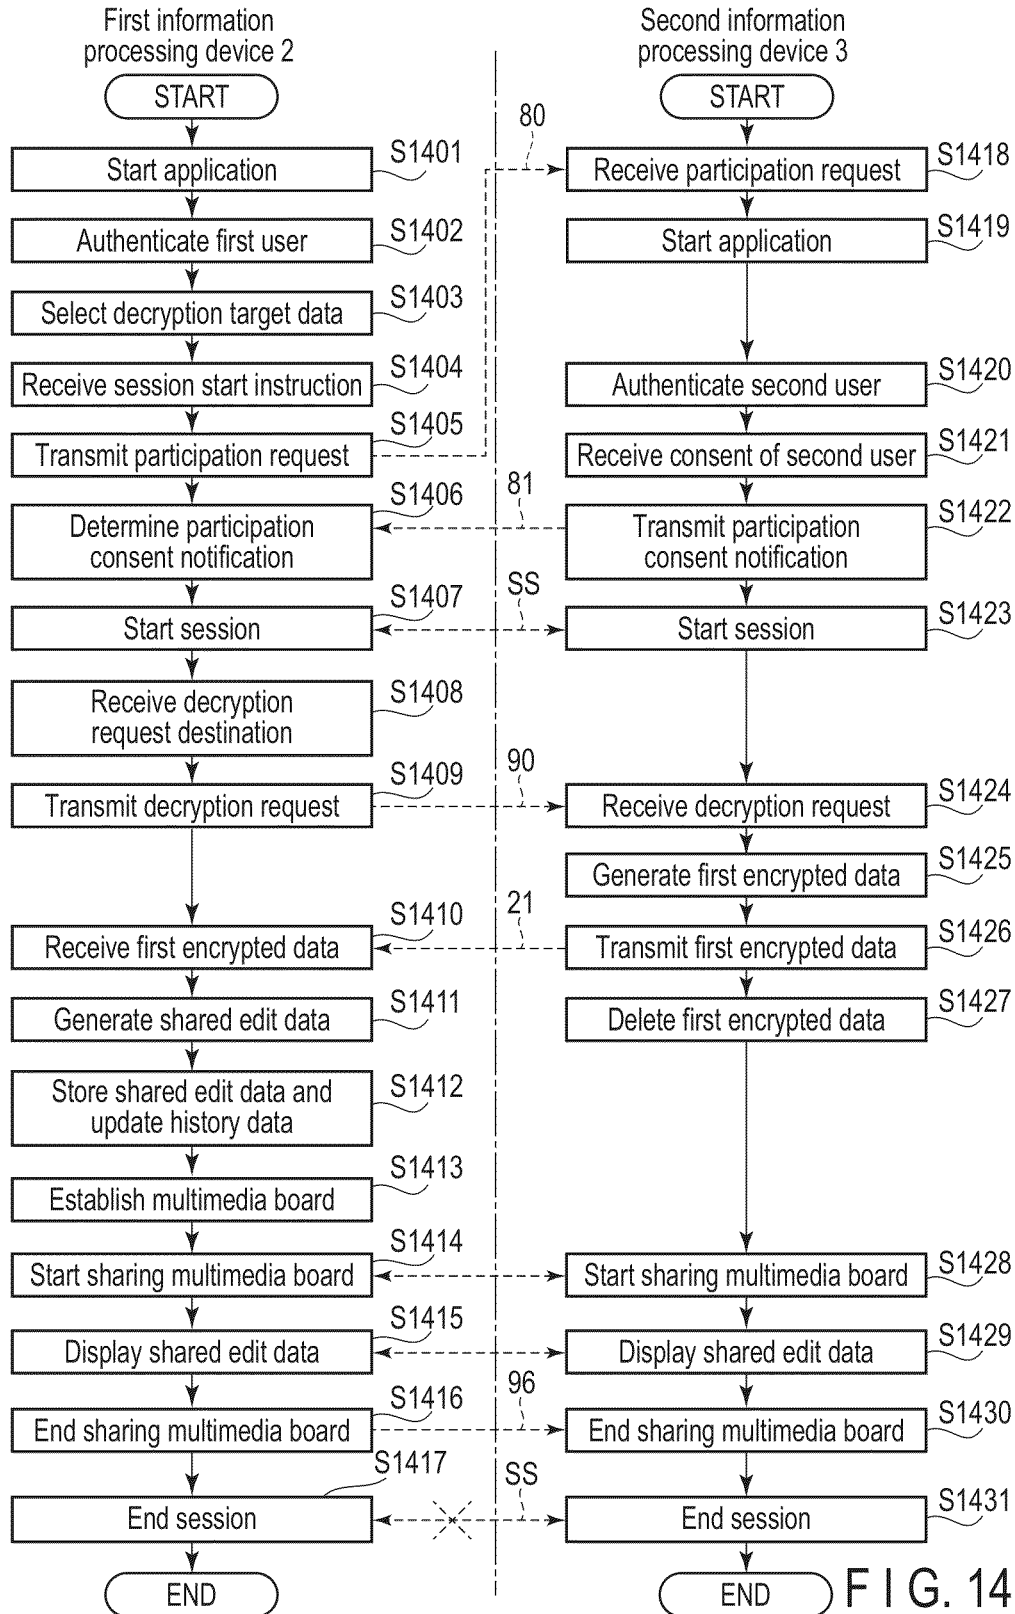 First information
processing device 2
Second information
processing device 3
START
START
80
S1401
Start application
S1418
Receive participation request
S1402
Authenticate first user
S1419
Start application
S1403
Select decryption target data
S1404
Receive session start instruction
S1420
Authenticate second user
S1405
Transmit participation request
S1421
Receive consent of second user
S1406
Determine participation
consent notification
81
S1422
Transmit participation
consent notification
S1407
Start session
SS
S1423
Start session
S1408
Receive decryption
request destination
S1409
Transmit decryption request
90
S1424
Receive decryption request
S1425
Generate first encrypted data
S1410
Receive first encrypted data
21
S1426
Transmit first encrypted data
S1411
Generate shared edit data
S1427
Delete first encrypted data
S1412
Store shared edit data and
update history data
S1413
Establish multimedia board
S1414
Start sharing multimedia board
S1428
Start sharing multimedia board
S1415
Display shared edit data
S1429
Display shared edit data
S1416
End sharing multimedia board
96
S1430
End sharing multimedia board
S1417
End session
SS
S1431
End session
END
END
FIG. 14